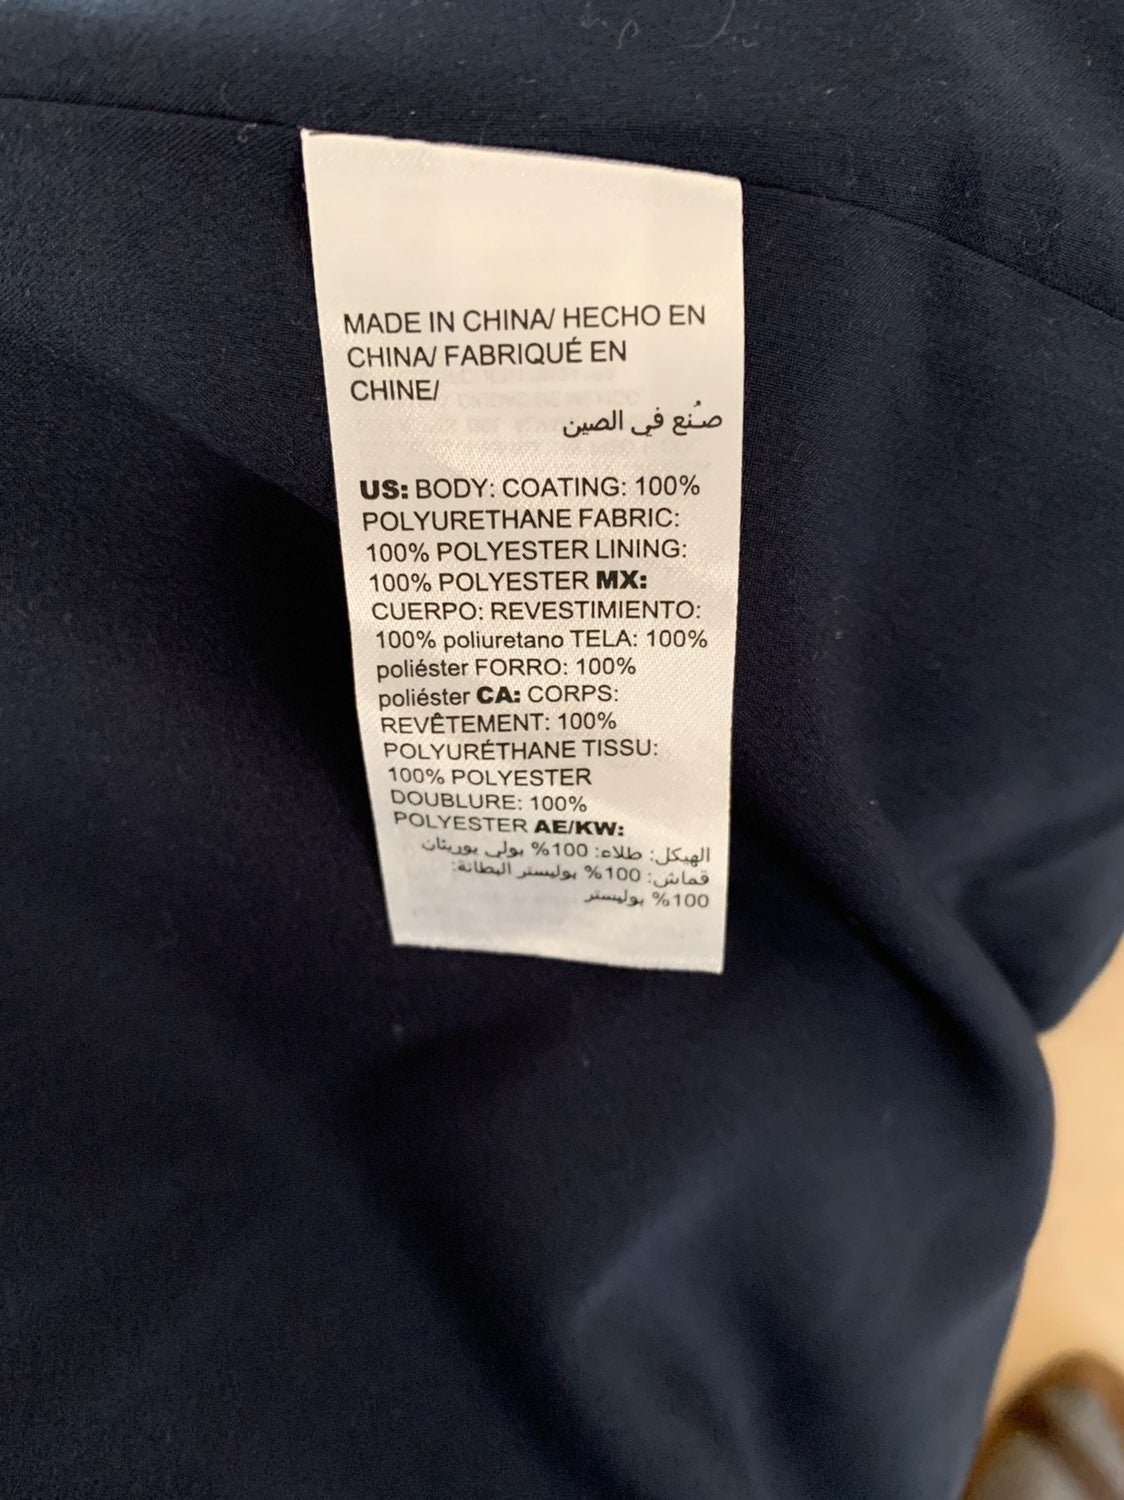 MADE IN CHINA/ HECHO EN
CHINA/ FABRIQUÉ EN
CHINE/
صُنع في الصين
US: BODY: COATING: 100%
POLYURETHANE FABRIC:
100% POLYESTER LINING:
100% POLYESTER MX:
CUERPO: REVESTIMIENTO:
100% poliuretano TELA: 100%
poliéster FORRO: 100%
poliéster CA: CORPS:
REVÊTEMENT: 100%
POLYURÉTHANE TISSU:
100% POLYESTER
DOUBLURE: 100%
POLYESTER AE/KW:
الهيكل: طلاء: 100% بولي يوريثان
قماش: 100% بوليستر البطانة:
100% بوليستر